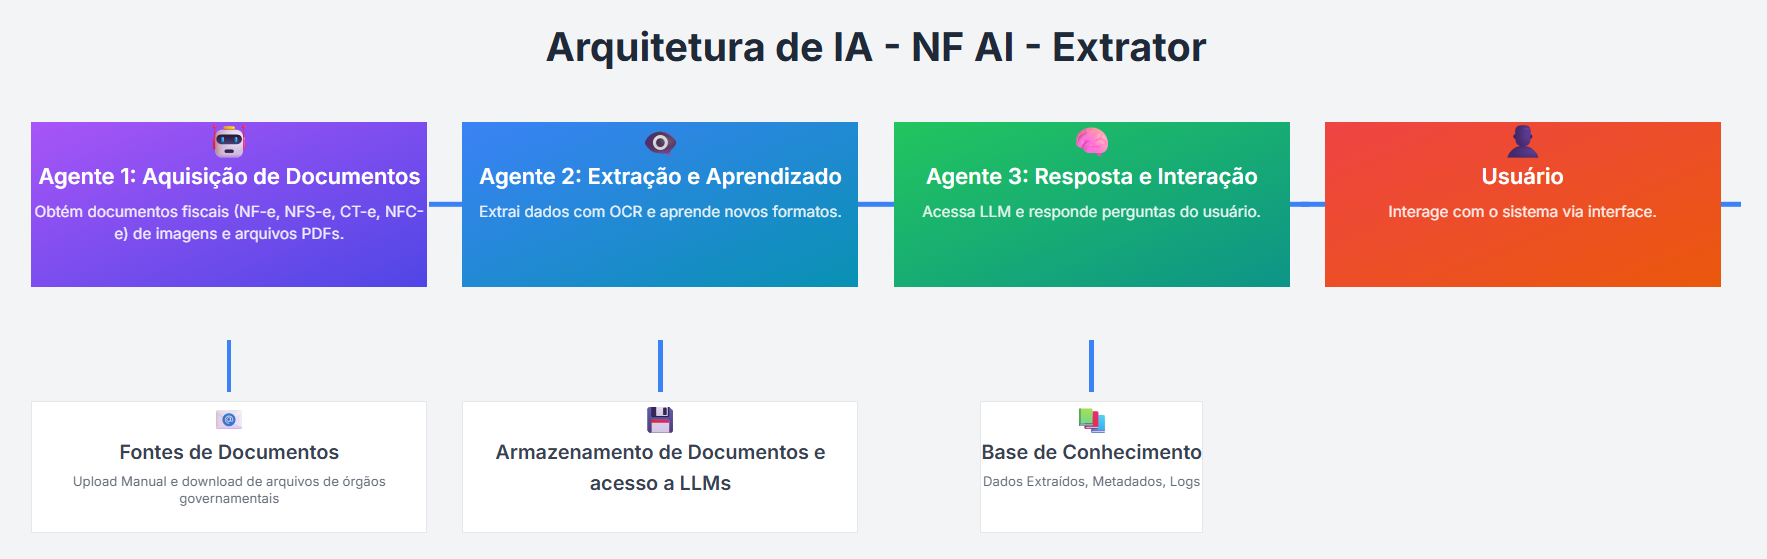 Arquitetura de IA - NF AI - Extrator
Agente 1: Aquisição de Documentos
Obtém documentos fiscais (NF-e, NFS-e, CT-e, NFC-
e) de imagens e arquivos PDFs.
Agente 2: Extração e Aprendizado
Extrai dados com OCR e aprende novos formatos.
Agente 3: Resposta e Interação
Acessa LLM e responde perguntas do usuário.
Usuário
Interage com o sistema via interface.
Fontes de Documentos
Upload Manual e download de arquivos de órgãos
governamentais
Armazenamento de Documentos e
acesso a LLMs
Base de Conhecimento
Dados Extraídos, Metadados, Logs